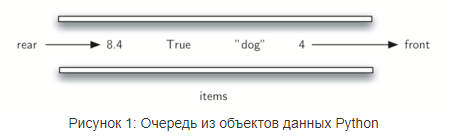 rear 8.4 True "dog" 4 front
items
Рисунок 1: Очередь из объектов данных Python